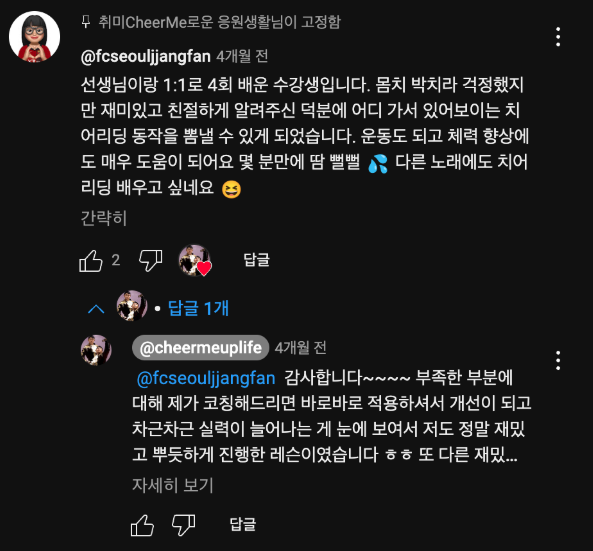 취미CheerMe로운 응원생활님이 고정함
@fcseouljjangfan 4개월 전
선생님이랑 1:1로 4회 배운 수강생입니다. 몸치 박치라 걱정했지
만 재미있고 친절하게 알려주신 덕분에 어디 가서 있어보이는 치
어리딩 동작을 뽐낼 수 있게 되었습니다. 운동도 되고 체력 향상에
도 매우 도움이 되어요 몇 분만에 땀 뻘뻘 💦 다른 노래에도 치어
리딩 배우고 싶네요 😆
간략히
2 답글
답글 1개
@cheermeuplife 4개월 전
@fcseouljjangfan 감사합니다~~~~ 부족한 부분에
대해 제가 코칭해드리면 바로바로 적용하셔서 개선이 되고
차근차근 실력이 늘어나는 게 눈에 보여서 저도 정말 재밌
고 뿌듯하게 진행한 레슨이였습니다 ㅎㅎ 또 다른 재밌...
자세히 보기
답글